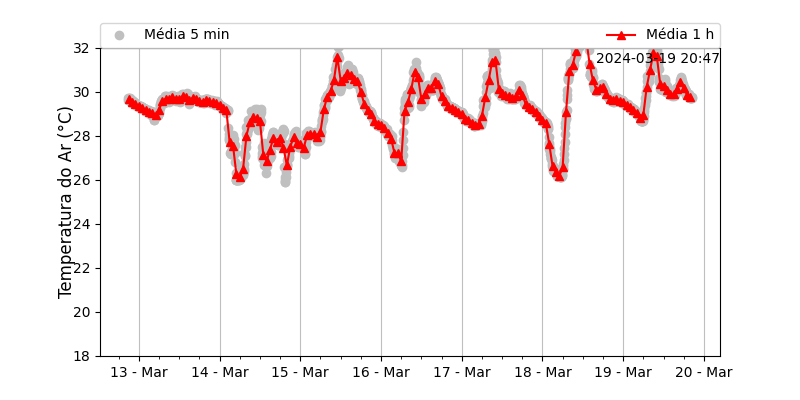 Média 5 min
Média 1 h
2024-03-19 20:47
Temperatura do Ar (°C)
32
30
28
26
24
22
20
18
13 - Mar
14 - Mar
15 - Mar
16 - Mar
17 - Mar
18 - Mar
19 - Mar
20 - Mar